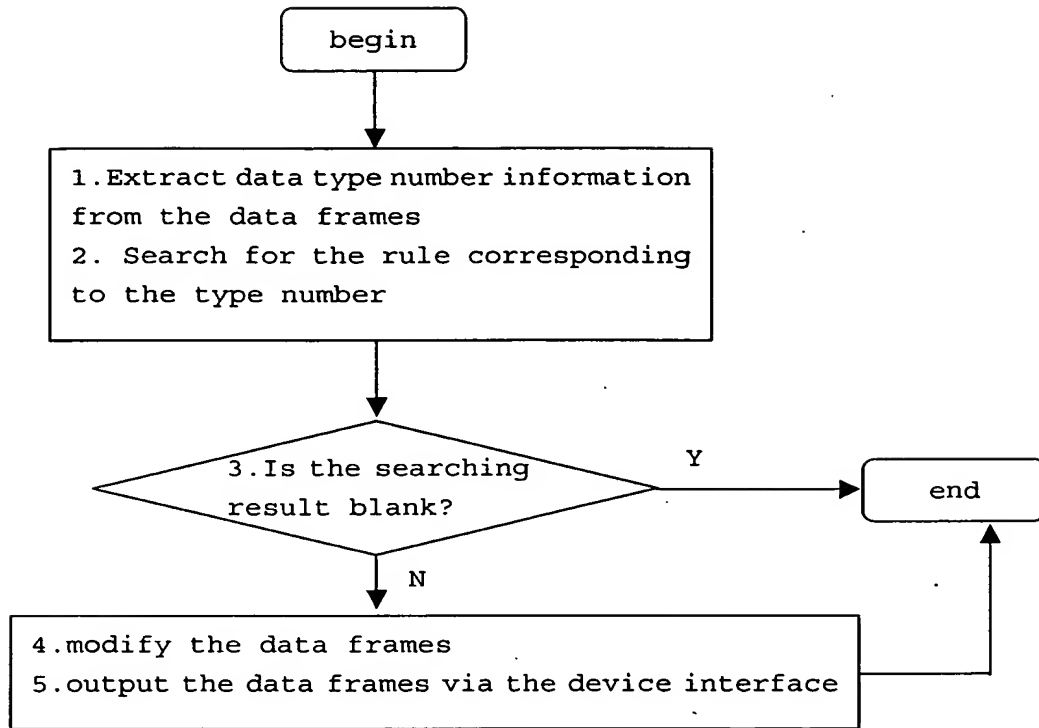 begin
1.Extract data type number information
from the data frames
2. Search for the rule corresponding
to the type number
3.Is the searching
result blank?
Y
end
N
4.modify the data frames
5.output the data frames via the device interface